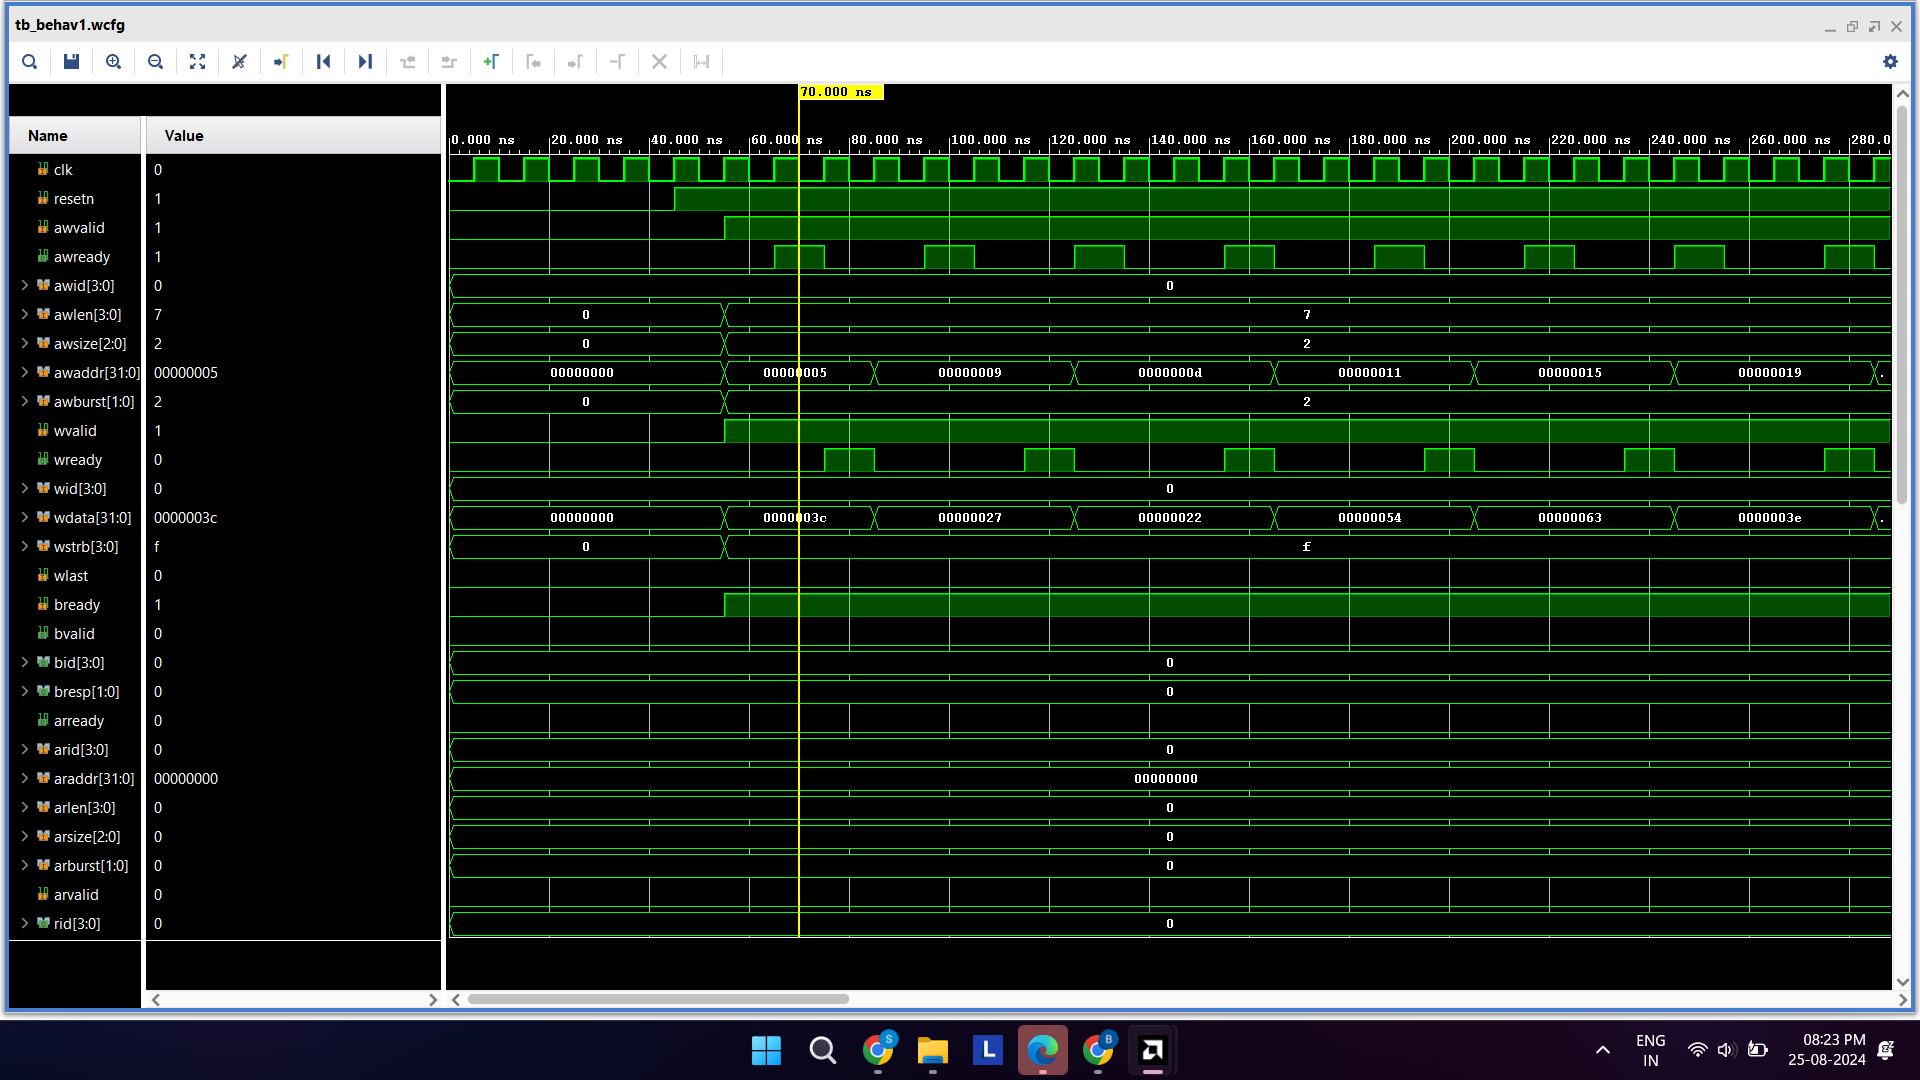 tb_behav1.wcfg
70.000 ns
Name Value
0.000 ns 20.000 ns 40.000 ns 60.000 ns 80.000 ns 100.000 ns 120.000 ns 140.000 ns 160.000 ns 180.000 ns 200.000 ns 220.000 ns 240.000 ns 260.000 ns 280.0
clk 0
resetn 1
awvalid 1
awready 1
awid[3:0] 0 0
awlen[3:0] 7 0 7
awsize[2:0] 2 0 2
awaddr[31:0] 00000005 00000000 00000005 00000009 0000000d 00000011 00000015 00000019 .
awburst[1:0] 2 0 2
wvalid 1
wready 0
wid[3:0] 0 0
wdata[31:0] 0000003c 00000000 0000003c 00000027 00000022 00000054 00000063 0000003e .
wstrb[3:0] f 0 f
wlast 0
bready 1
bvalid 0
bid[3:0] 0 0
bresp[1:0] 0 0
arready 0
arid[3:0] 0 0
araddr[31:0] 00000000 00000000
arlen[3:0] 0 0
arsize[2:0] 0 0
arburst[1:0] 0 0
arvalid 0
rid[3:0] 0 0
S L B
ENG 08:23 PM
IN 25-08-2024